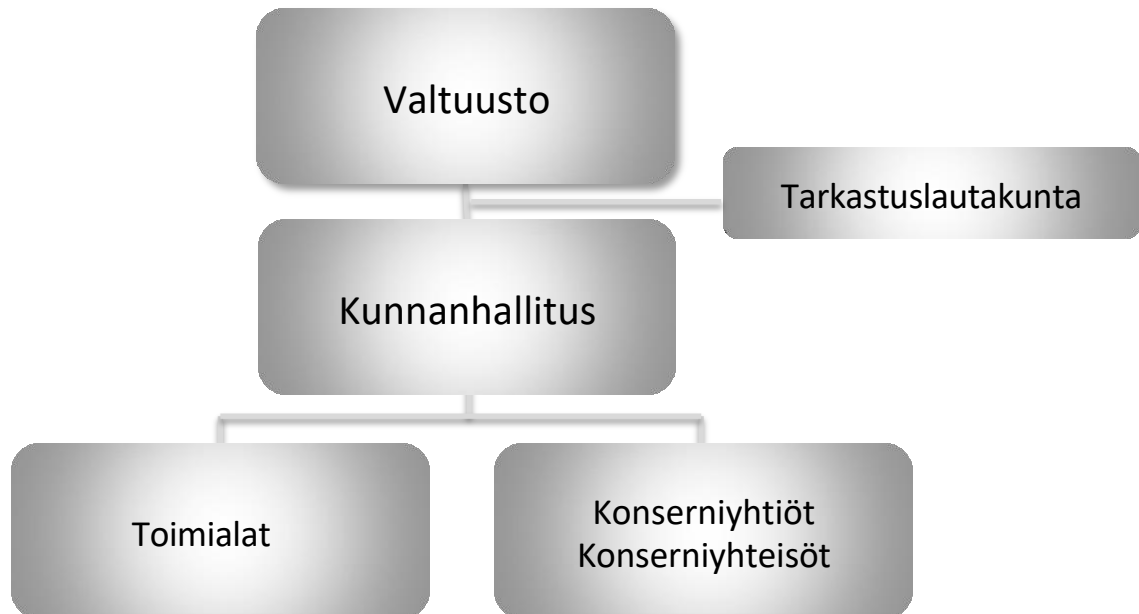 Valtuusto
Tarkastuslautakunta
Kunnanhallitus
Toimialat
Konserniyhtiöt
Konserniyhteisöt